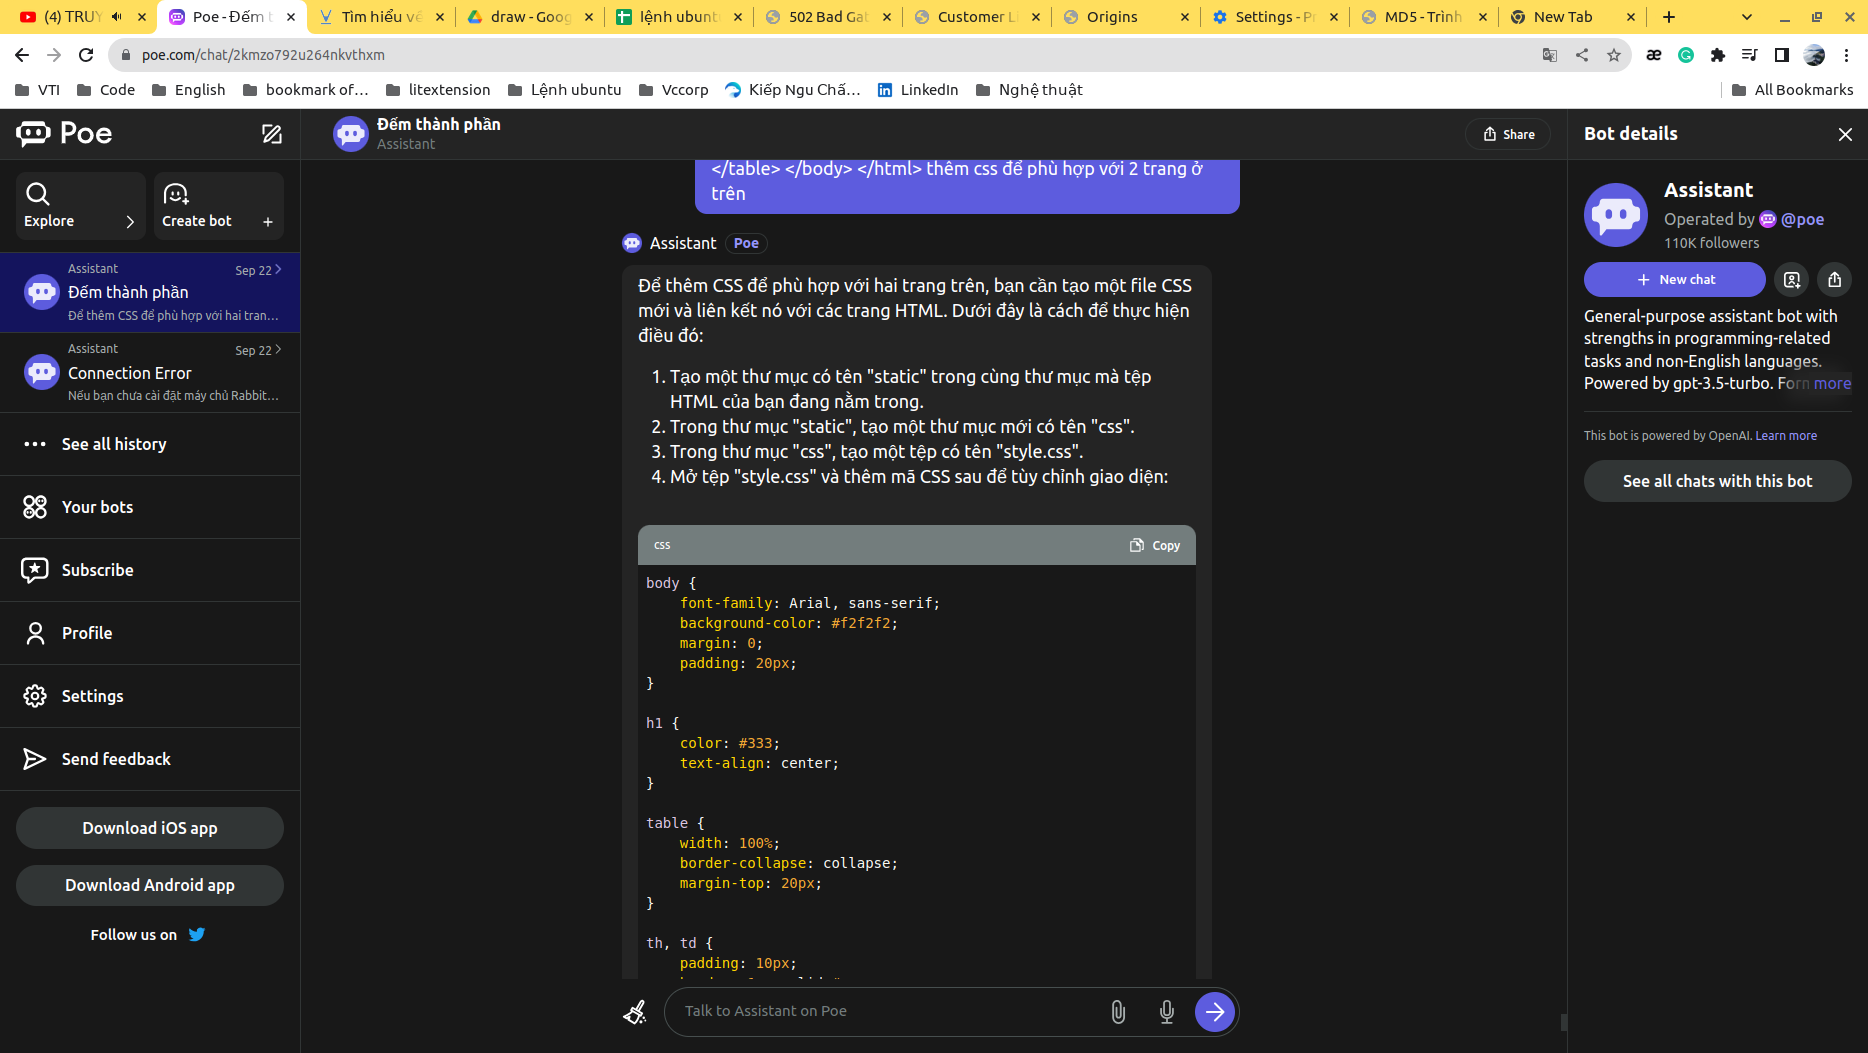 (4) TRUY
Poe - Đếm t
Tìm hiểu về
draw - Goog
lệnh ubunt
502 Bad Gat
Customer Li
Origins
Settings - Pr
MD5 - Trình
New Tab
poe.com/chat/2kmzo792u264nkvthxm
VTI
Code
English
bookmark of...
litextension
Lệnh ubuntu
Vccorp
Kiếp Ngu Chấ...
LinkedIn
Nghệ thuật
All Bookmarks
Poe
Explore
Create bot
Assistant
Sep 22
Đếm thành phần
Để thêm CSS để phù hợp với hai tran...
Assistant
Sep 22
Connection Error
Nếu bạn chưa cài đặt máy chủ Rabbit...
See all history
Your bots
Subscribe
Profile
Settings
Send feedback
Download iOS app
Download Android app
Follow us on
Đếm thành phần
Assistant
Share
</table> </body> </html> thêm css để phù hợp với 2 trang ở
trên
Assistant Poe
Để thêm CSS để phù hợp với hai trang trên, bạn cần tạo một file CSS
mới và liên kết nó với các trang HTML. Dưới đây là cách để thực hiện
điều đó:
1. Tạo một thư mục có tên "static" trong cùng thư mục mà tệp
HTML của bạn đang nằm trong.
2. Trong thư mục "static", tạo một thư mục mới có tên "css".
3. Trong thư mục "css", tạo một tệp có tên "style.css".
4. Mở tệp "style.css" và thêm mã CSS sau để tùy chỉnh giao diện:
css
Copy
body {
font-family: Arial, sans-serif;
background-color: #f2f2f2;
margin: 0;
padding: 20px;
}
h1 {
color: #333;
text-align: center;
}
table {
width: 100%;
border-collapse: collapse;
margin-top: 20px;
}
th, td {
padding: 10px;
Talk to Assistant on Poe
Bot details
Assistant
Operated by @poe
110K followers
New chat
General-purpose assistant bot with
strengths in programming-related
tasks and non-English languages.
Powered by gpt-3.5-turbo. Forn more
This bot is powered by OpenAI. Learn more
See all chats with this bot